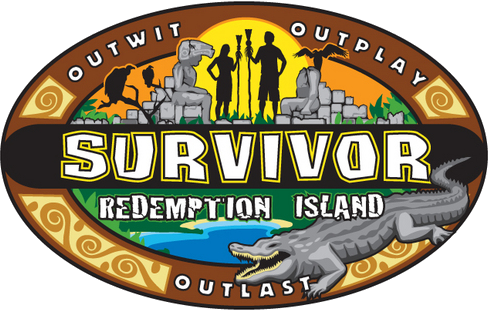 OUTWIT OUTPLAY
SURVIVOR
REDEMPTION ISLAND
OUTLAST